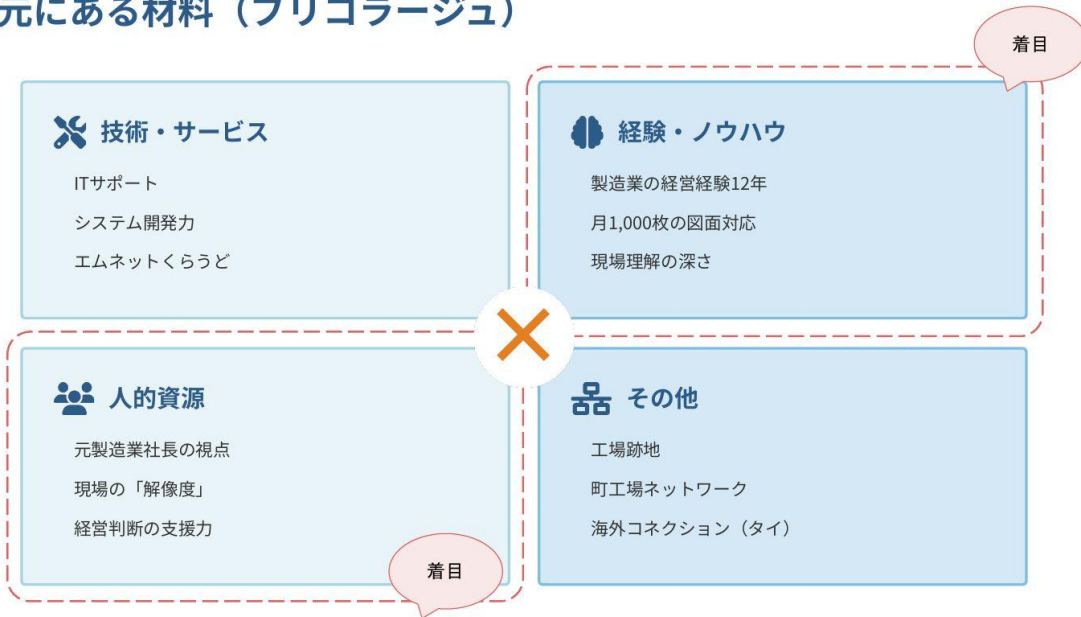 元にある材料（ブリコラージュ）
着目
技術・サービス
ITサポート
システム開発力
エムネットくらうど
経験・ノウハウ
製造業の経営経験12年
月1,000枚の図面対応
現場理解の深さ
人的資源
元製造業社長の視点
現場の「解像度」
経営判断の支援力
着目
その他
工場跡地
町工場ネットワーク
海外コネクション（タイ）